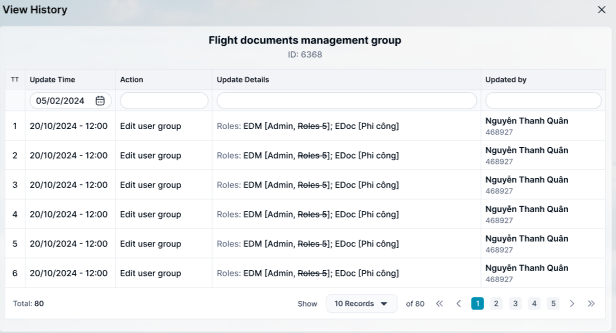 View History
Flight documents management group
ID: 6368
TT Update Time Action Update Details Updated by
05/02/2024
1 20/10/2024 - 12:00 Edit user group Roles: EDM [Admin, Roles 5]; EDoc [Phi công] Nguyễn Thanh Quân
468927
2 20/10/2024 - 12:00 Edit user group Roles: EDM [Admin, Roles 5]; EDoc [Phi công] Nguyễn Thanh Quân
468927
3 20/10/2024 - 12:00 Edit user group Roles: EDM [Admin, Roles 5]; EDoc [Phi công] Nguyễn Thanh Quân
468927
4 20/10/2024 - 12:00 Edit user group Roles: EDM [Admin, Roles 5]; EDoc [Phi công] Nguyễn Thanh Quân
468927
5 20/10/2024 - 12:00 Edit user group Roles: EDM [Admin, Roles 5]; EDoc [Phi công] Nguyễn Thanh Quân
468927
6 20/10/2024 - 12:00 Edit user group Roles: EDM [Admin, Roles 5]; EDoc [Phi công] Nguyễn Thanh Quân
468927
Total: 80 Show 10 Records of 80 1 2 3 4 5